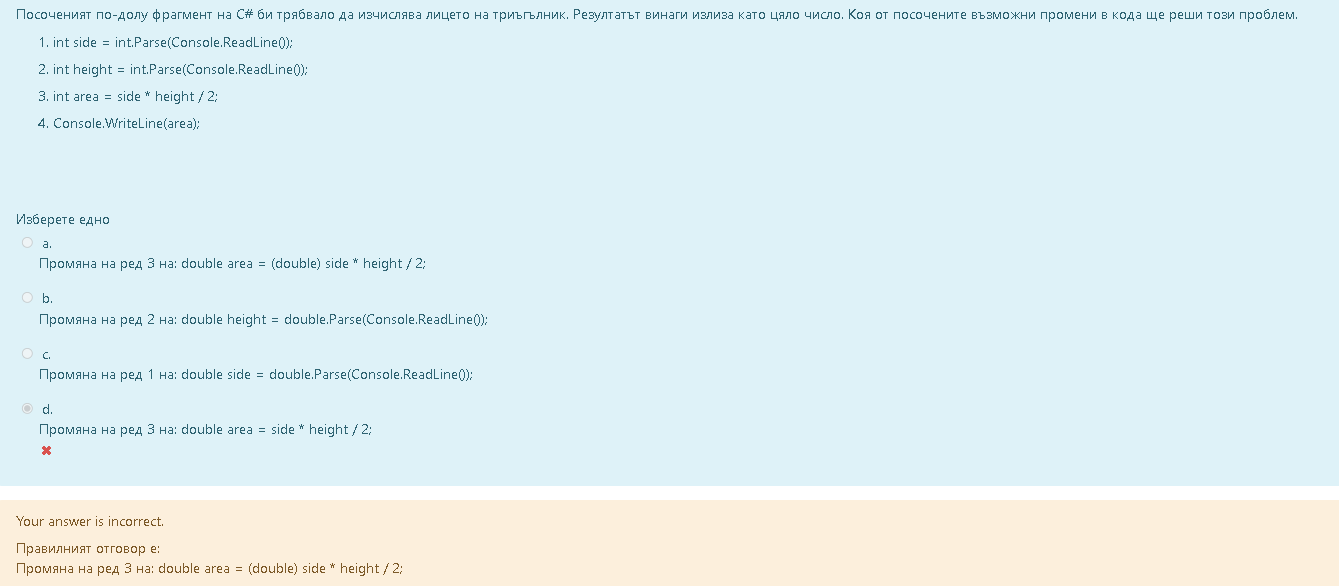 Посоченият по-долу фрагмент на C# би трябвало да изчислява лицето на триъгълник. Резултатът винаги излиза като цяло число. Коя от посочените възможни промени в кода ще реши този проблем.
1. int side = int.Parse(Console.ReadLine());
2. int height = int.Parse(Console.ReadLine());
3. int area = side * height / 2;
4. Console.WriteLine(area);
Изберете едно
a.
Промяна на ред 3 на: double area = (double) side * height / 2;
b.
Промяна на ред 2 на: double height = double.Parse(Console.ReadLine());
c.
Промяна на ред 1 на: double side = double.Parse(Console.ReadLine());
d.
Промяна на ред 3 на: double area = side * height / 2;
Your answer is incorrect.
Правилният отговор е:
Промяна на ред 3 на: double area = (double) side * height / 2;